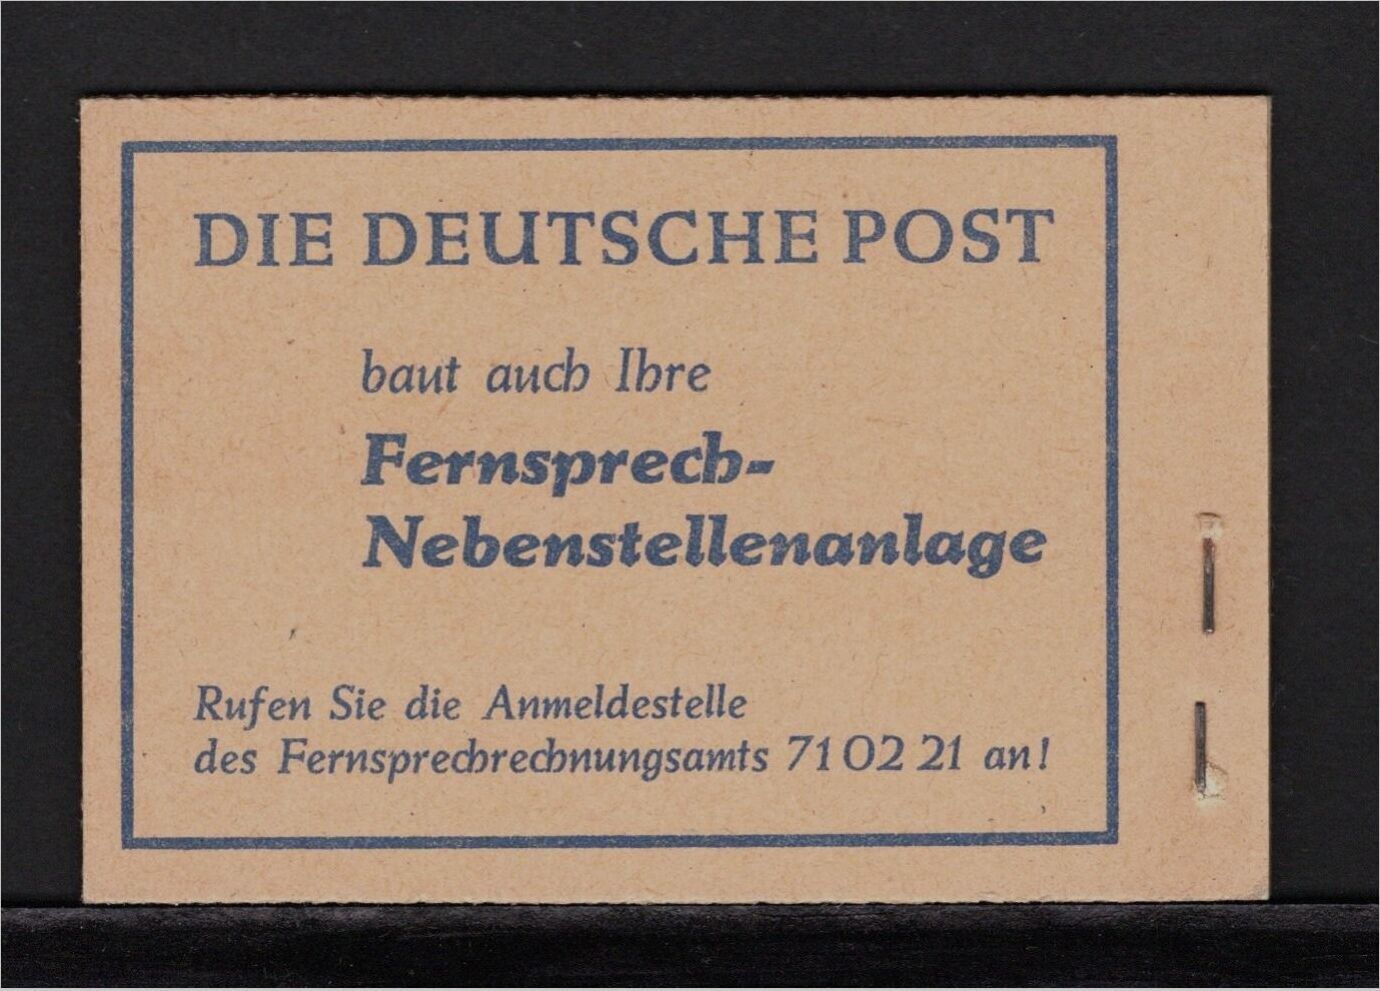 DIE DEUTSCHE POST
baut auch Ihre
Fernsprech-
Nebenstellenanlage
Rufen Sie die Anmeldestelle
des Fernsprechrechnungsamts 71 02 21 an!